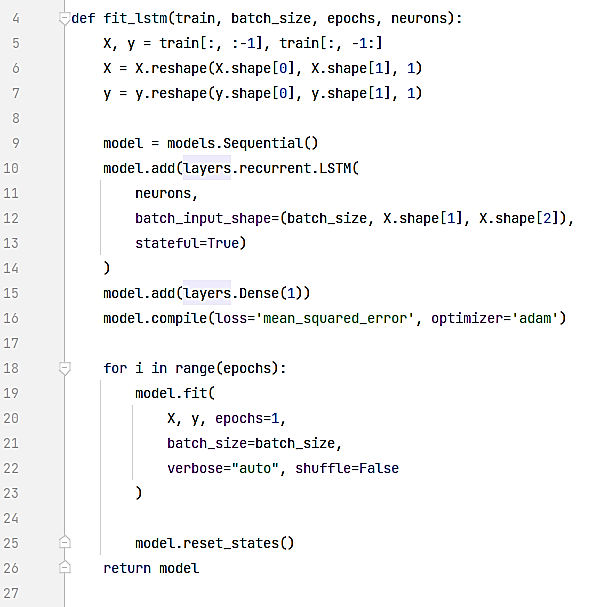 4 def fit_lstm(train, batch_size, epochs, neurons):
5     X, y = train[:, :-1], train[:, -1:]
6     X = X.reshape(X.shape[0], X.shape[1], 1)
7     y = y.reshape(y.shape[0], y.shape[1], 1)
8
9     model = models.Sequential()
10     model.add(layers.recurrent.LSTM(
11         neurons,
12         batch_input_shape=(batch_size, X.shape[1], X.shape[2]),
13         stateful=True)
14     )
15     model.add(layers.Dense(1))
16     model.compile(loss='mean_squared_error', optimizer='adam')
17
18     for i in range(epochs):
19         model.fit(
20             X, y, epochs=1,
21             batch_size=batch_size,
22             verbose="auto", shuffle=False
23         )
24
25         model.reset_states()
26     return model
27